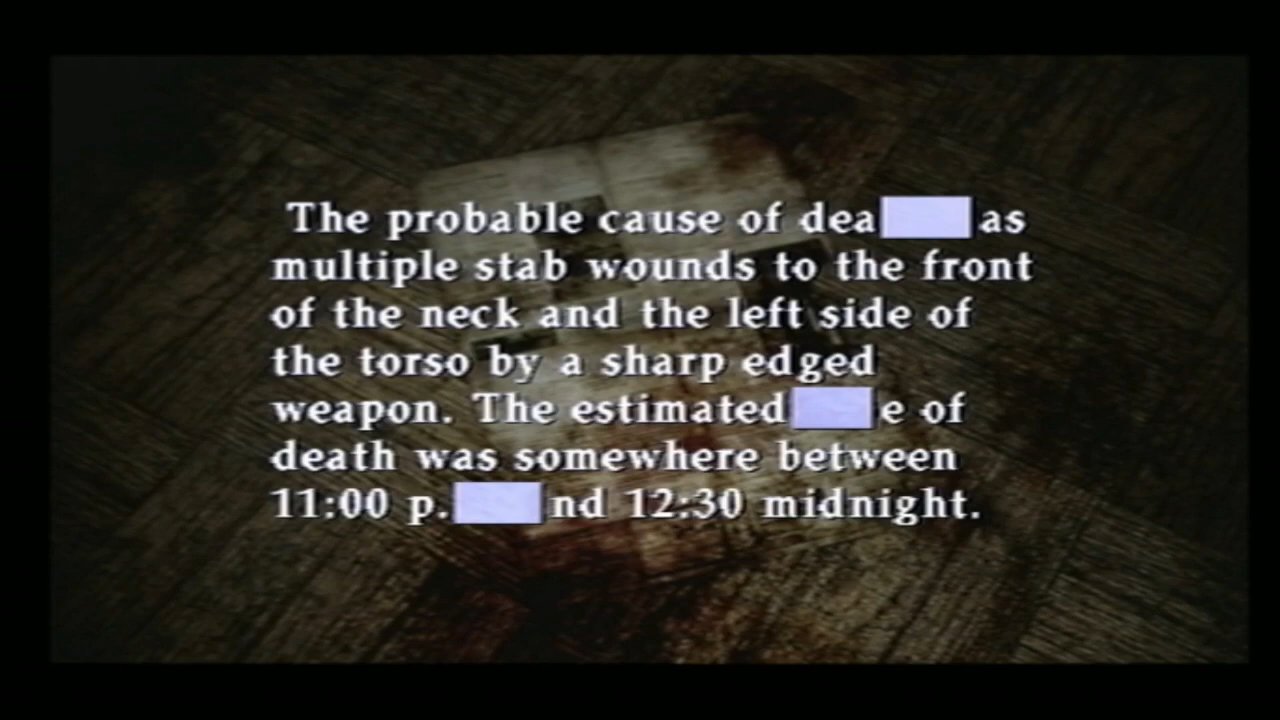 The probable cause of dea as
multiple stab wounds to the front
of the neck and the left side of
the torso by a sharp edged
weapon. The estimated e of
death was somewhere between
11:00 p. nd 12:30 midnight.